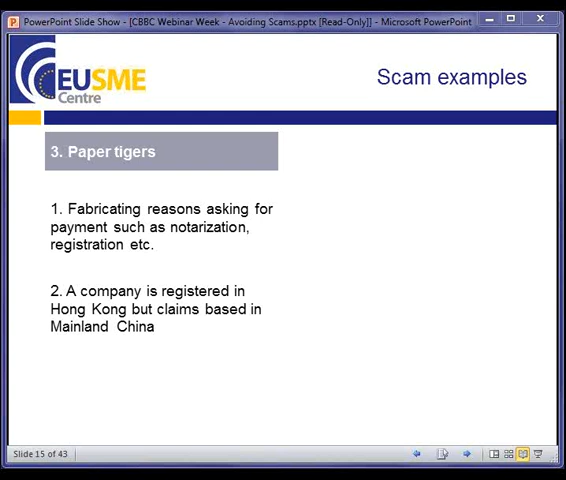 PowerPoint Slide Show - [CBBC Webinar Week - Avoiding Scams.pptx [Read-Only]] - Microsoft PowerPoint
EUSME
Centre
Scam examples
3. Paper tigers
1. Fabricating reasons asking for
payment such as notarization,
registration etc.
2. A company is registered in
Hong Kong but claims based in
Mainland China
Slide 15 of 43